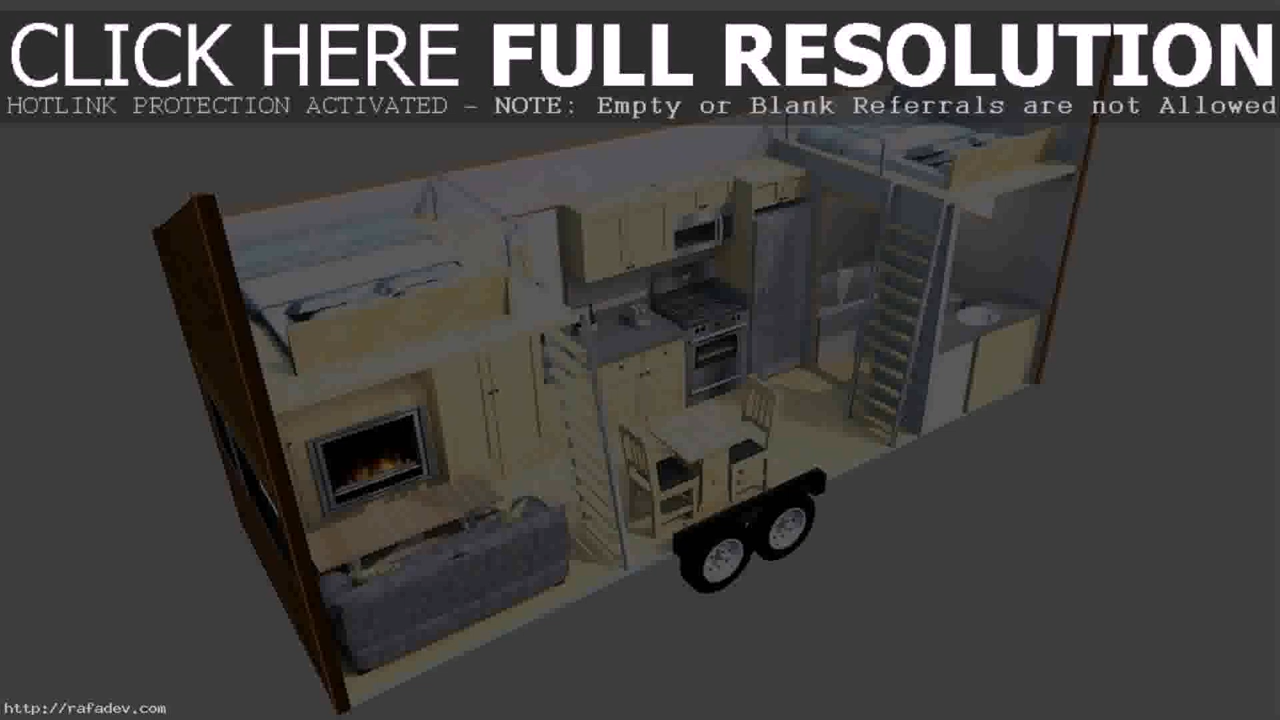 CLICK HERE FULL RESOLUTION
HOTLINK PROTECTION ACTIVATED - NOTE: Empty or Blank Referrals are not Allowed
http://rafadev.com